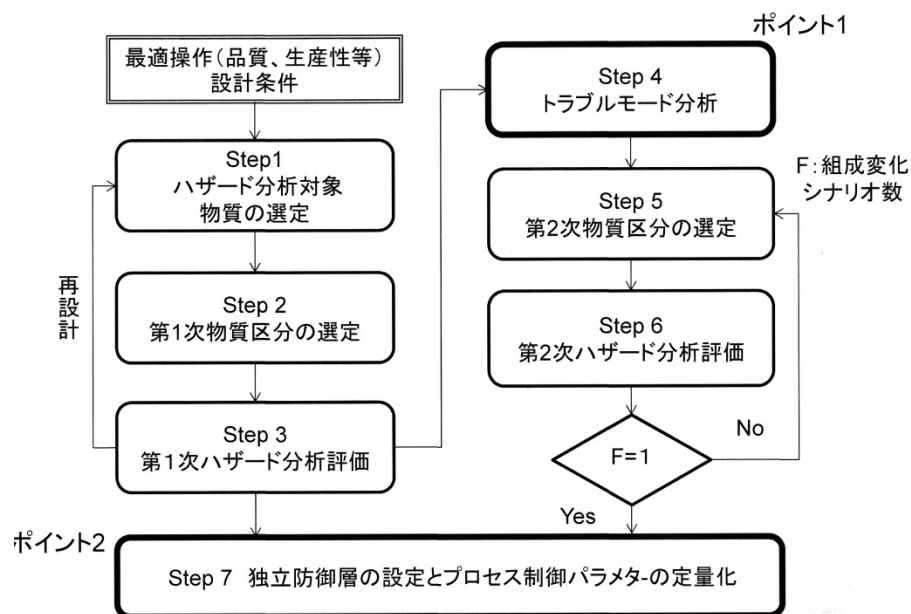 ポイント1
最適操作(品質、生産性等)
設計条件
Step1
ハザード分析対象
物質の選定
Step 2
第1次物質区分の選定
Step 3
第1次ハザード分析評価
再設計
Step 4
トラブルモード分析
F:組成変化
シナリオ数
Step 5
第2次物質区分の選定
Step 6
第2次ハザード分析評価
F=1
No
Yes
ポイント2
Step 7 独立防御層の設定とプロセス制御パラメターの定量化